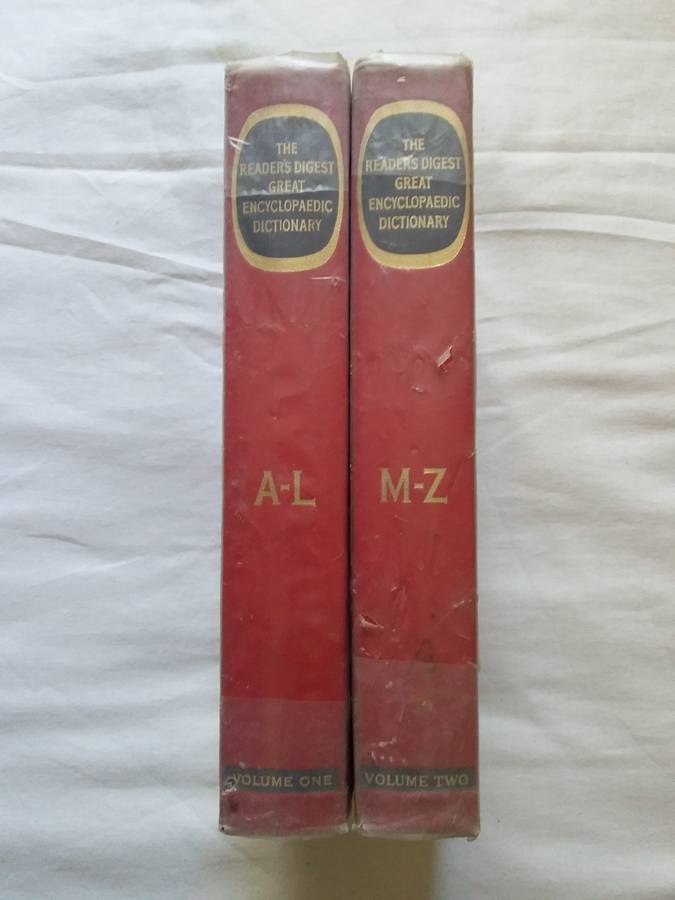 THE
READER'S DIGEST
GREAT
ENCYCLOPAEDIC
DICTIONARY
A-L
VOLUME ONE
THE
READER'S DIGEST
GREAT
ENCYCLOPAEDIC
DICTIONARY
M-Z
VOLUME TWO